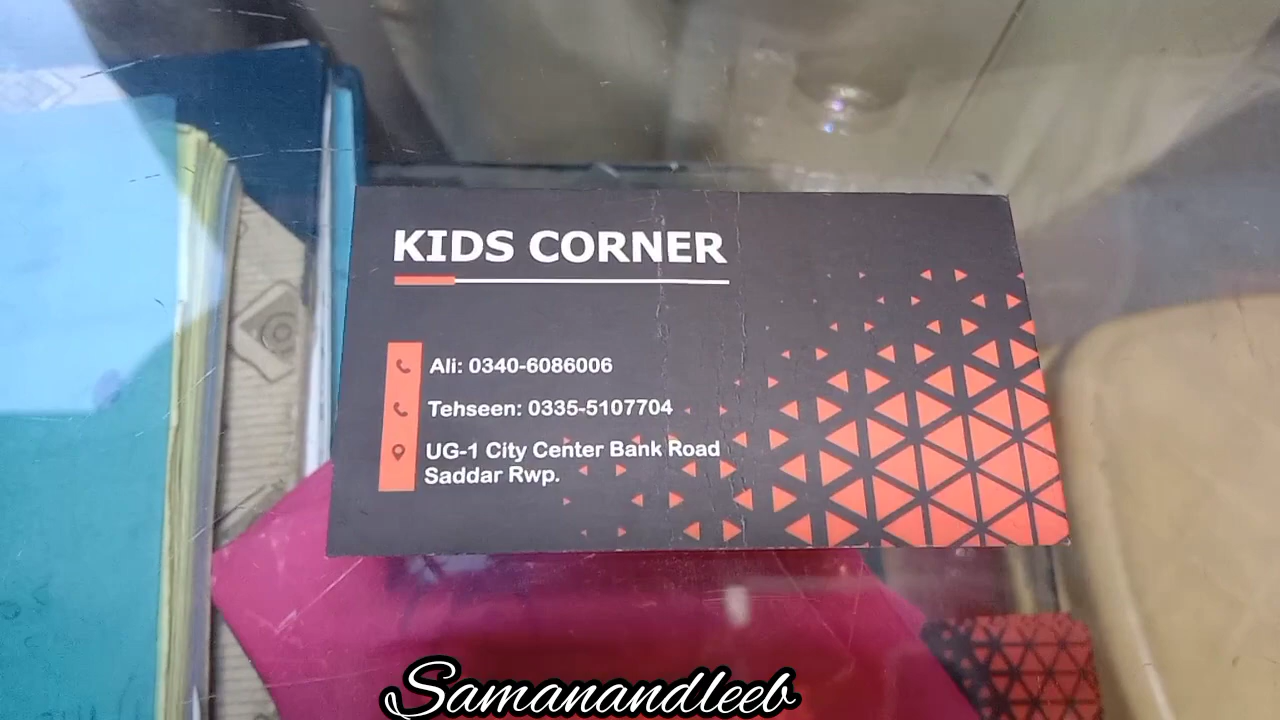 KIDS CORNER
Ali: 0340-6086006
Tehseen: 0335-5107704
UG-1 City Center Bank Road
Saddar Rwp.
Samanandleeb